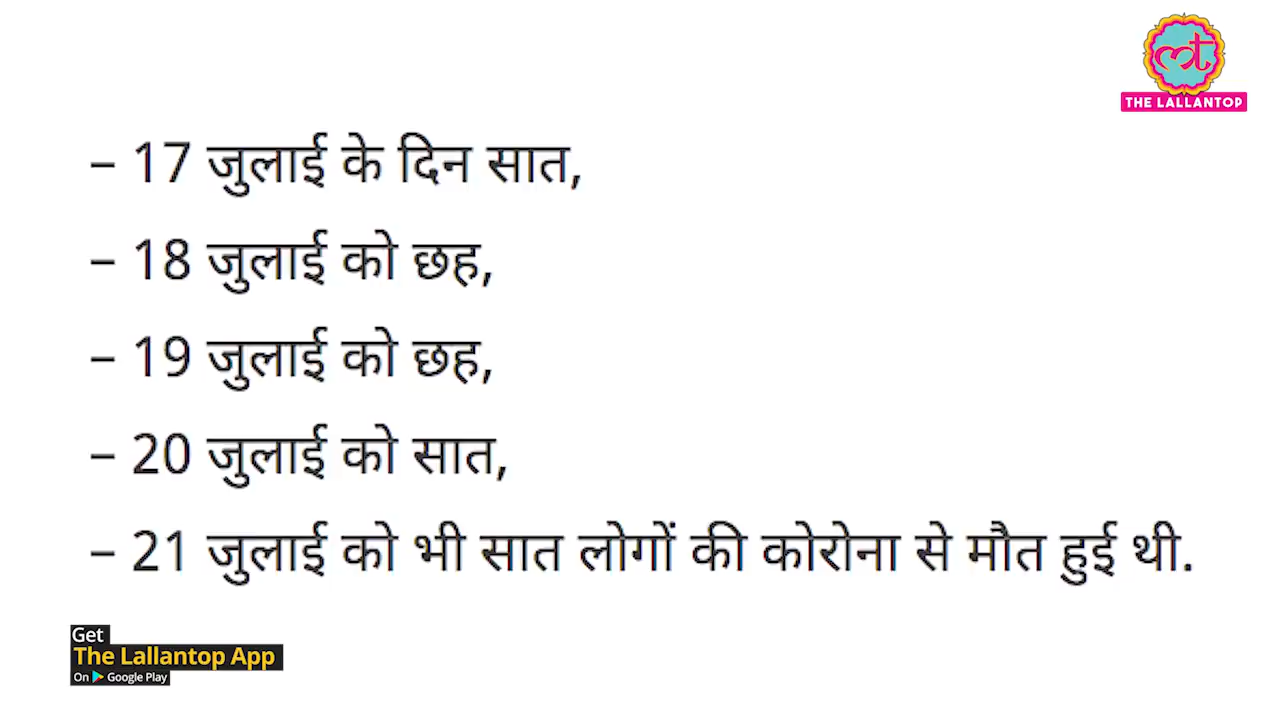 THE LALLANTOP
– 17 जुलाई के दिन सात,
– 18 जुलाई को छह,
– 19 जुलाई को छह,
– 20 जुलाई को सात,
– 21 जुलाई को भी सात लोगों की कोरोना से मौत हुई थी.
Get
The Lallantop App
On Google Play